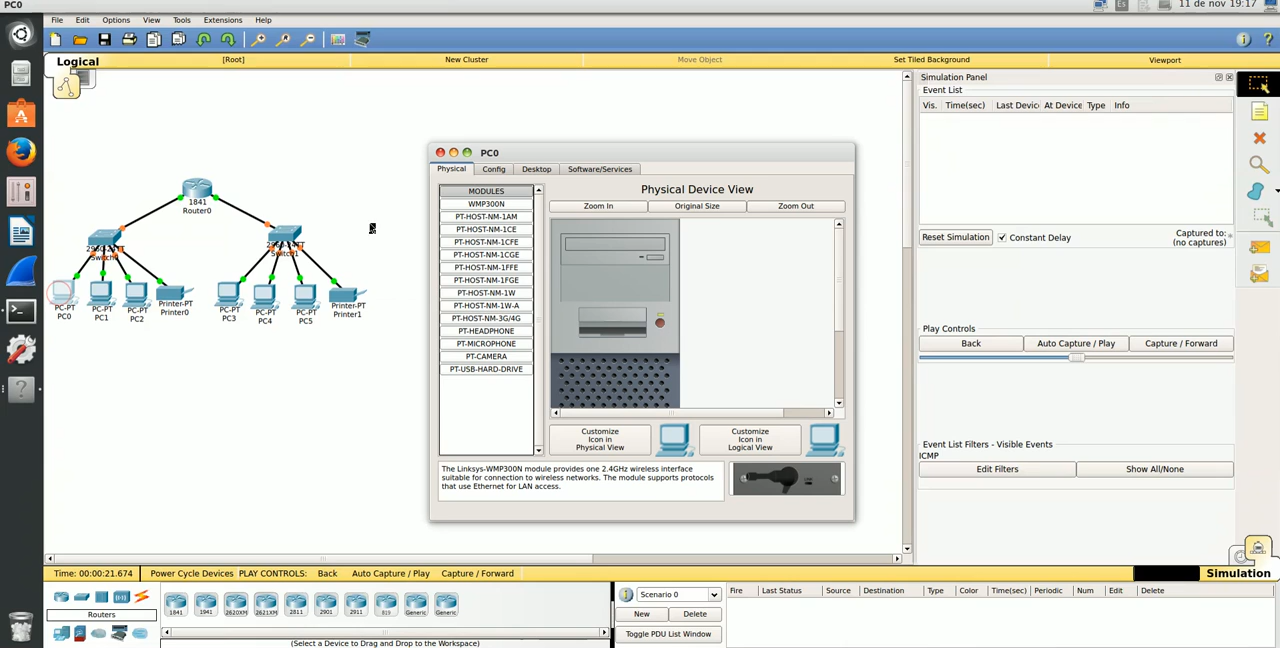 PC0
Es
11 de nov 19:17
File Edit Options View Tools Extensions Help
Logical
[Root]
New Cluster
Move Object
Set Tiled Background
Viewport
1841
Router0
Switch1
PC-PT
PC0
PC-PT
PC1
PC-PT
PC2
Printer-PT
Printer0
PC-PT
PC3
PC-PT
PC4
PC-PT
PC5
Printer-PT
Printer1
PC0
Physical Config Desktop Software/Services
MODULES
WMP300N
PT-HOST-NM-1AM
PT-HOST-NM-1CE
PT-HOST-NM-1CFE
PT-HOST-NM-1CGE
PT-HOST-NM-1FFE
PT-HOST-NM-1FGE
PT-HOST-NM-1W
PT-HOST-NM-1W-A
PT-HOST-NM-3G/4G
PT-HEADPHONE
PT-MICROPHONE
PT-CAMERA
PT-USB-HARD-DRIVE
Physical Device View
Zoom In
Original Size
Zoom Out
Customize
Icon in
Physical View
Customize
Icon in
Logical View
The Linksys-WMP300N module provides one 2.4GHz wireless interface
suitable for connection to wireless networks. The module supports protocols
that use Ethernet for LAN access.
Simulation Panel
Event List
Vis. Time(sec) Last Devic At Device Type Info
Reset Simulation
Constant Delay
Captured to:
(no captures)
Play Controls
Back
Auto Capture / Play
Capture / Forward
Event List Filters - Visible Events
ICMP
Edit Filters
Show All/None
Time: 00:00:21.674
Power Cycle Devices PLAY CONTROLS: Back Auto Capture / Play Capture / Forward
Simulation
Routers
1841
1941
2620XM
2621XM
2811
2901
2911
819
Generic
Generic
(Select a Device to Drag and Drop to the Workspace)
Scenario 0
New
Delete
Toggle PDU List Window
Fire Last Status Source Destination Type Color Time(sec) Periodic Num Edit Delete